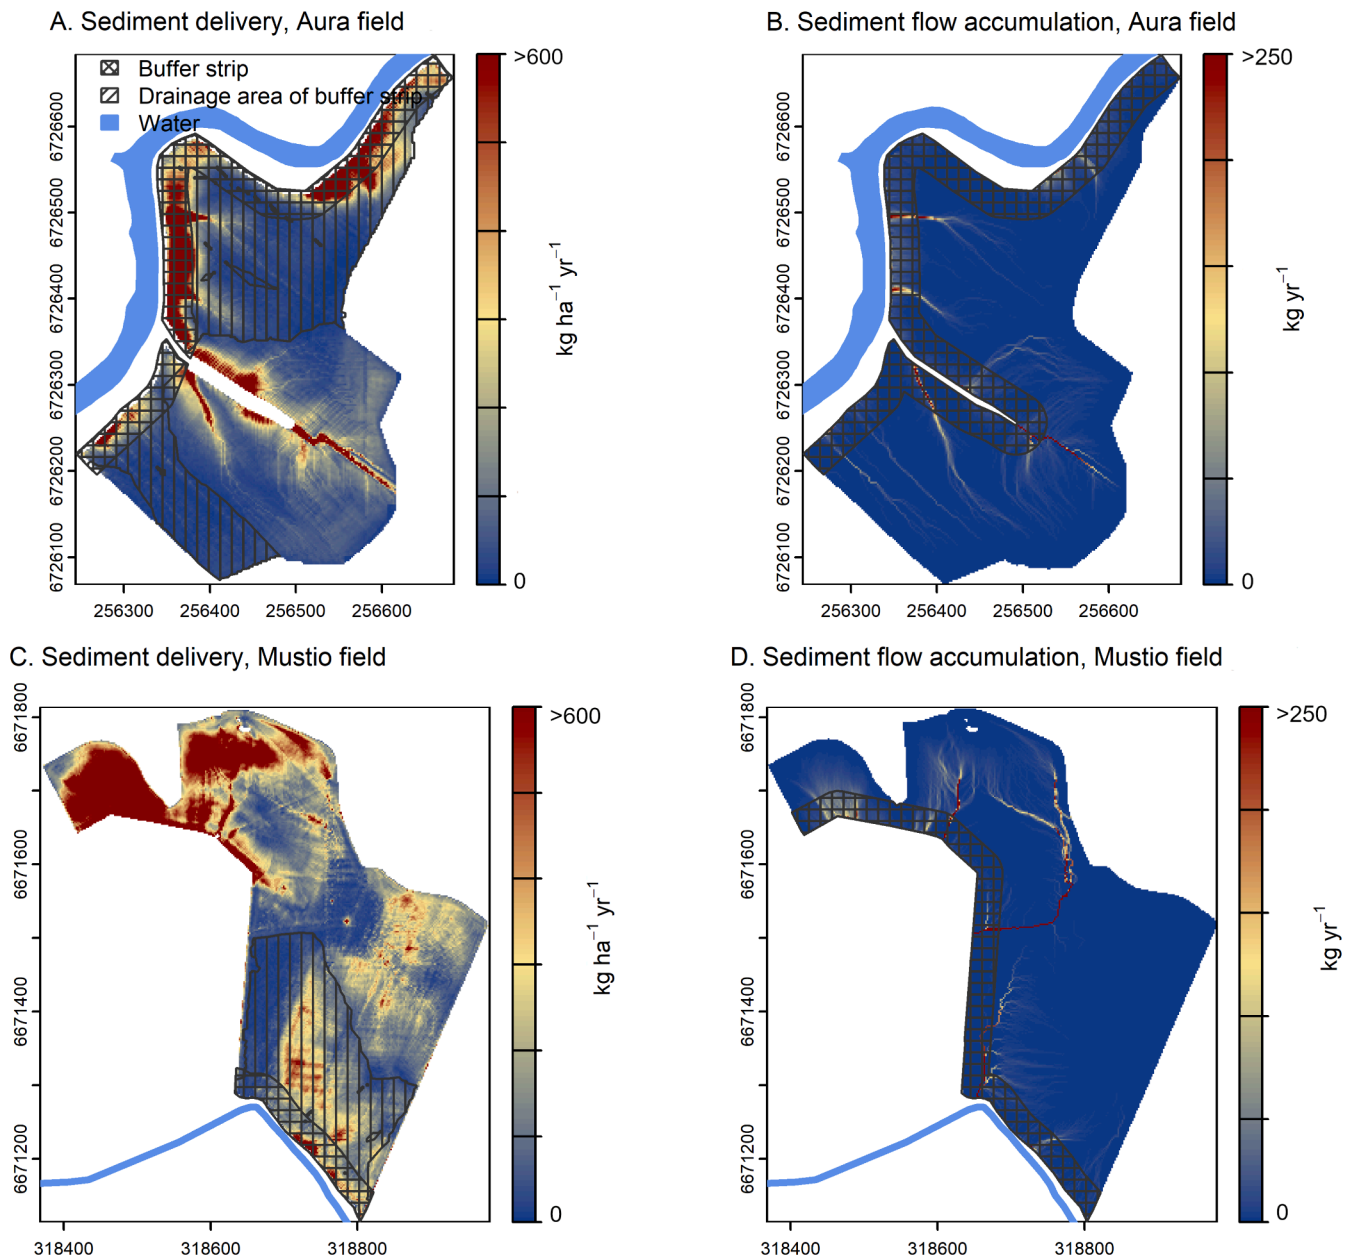 A. Sediment delivery, Aura field
Buffer strip
Drainage area of buffer strip
Water
6726600
6726500
6726400
6726300
6726200
6726100
256300 256400 256500 256600
>600
0
kg ha⁻¹ yr⁻¹
B. Sediment flow accumulation, Aura field
6726600
6726500
6726400
6726300
6726200
6726100
256300 256400 256500 256600
>250
0
kg yr⁻¹
C. Sediment delivery, Mustio field
6671800
6671600
6671400
6671200
318400 318600 318800
>600
0
kg ha⁻¹ yr⁻¹
D. Sediment flow accumulation, Mustio field
6671800
6671600
6671400
6671200
318400 318600 318800
>250
0
kg yr⁻¹